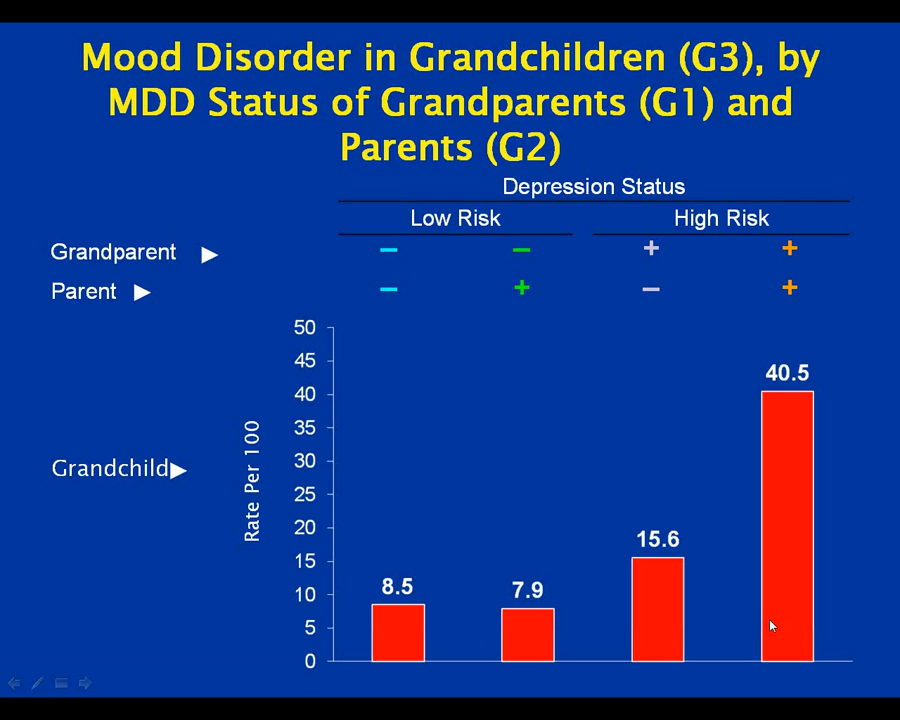 Mood Disorder in Grandchildren (G3), by
MDD Status of Grandparents (G1) and
Parents (G2)
Depression Status
Low Risk High Risk
Grandparent ► – – + +
Parent ► – + – +
50
45
40.5
40
35
Rate Per 100
30
Grandchild►
25
20
15.6
15
8.5 7.9
10
5
0